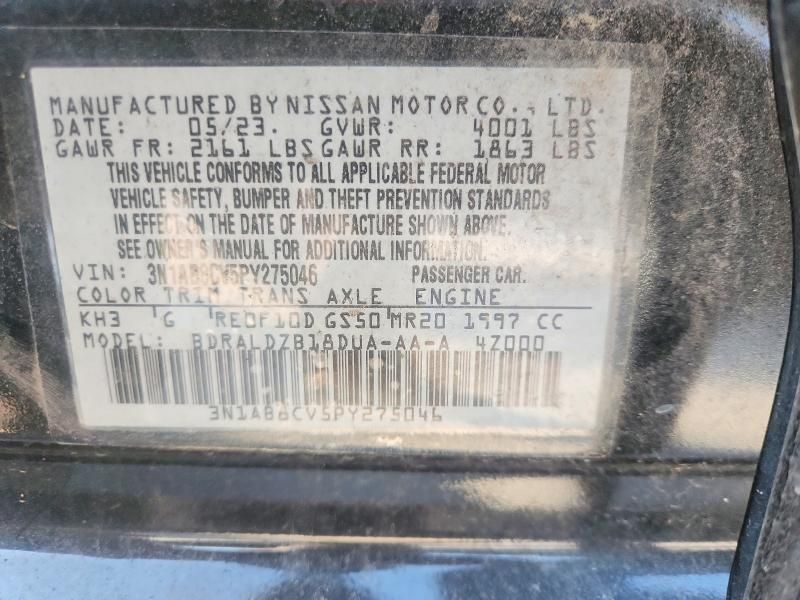 MANUFACTURED BY NISSAN MOTOR CO., LTD.
DATE: 05/23. GVWR: 4001 LBS
GAWR FR: 2161 LBS GAWR RR: 1863 LBS
THIS VEHICLE CONFORMS TO ALL APPLICABLE FEDERAL MOTOR
VEHICLE SAFETY, BUMPER AND THEFT PREVENTION STANDARDS
IN EFFECT ON THE DATE OF MANUFACTURE SHOWN ABOVE.
SEE OWNER'S MANUAL FOR ADDITIONAL INFORMATION.
VIN: 3N1AB8CV5PY275046 PASSENGER CAR.
COLOR TRIM TRANS AXLE ENGINE
KH3 G RE0F10D GS50 MR20 1997 CC
MODEL: BDRALDZB18DUA-AA-A 4Z000
3N1AB8CV5PY275046